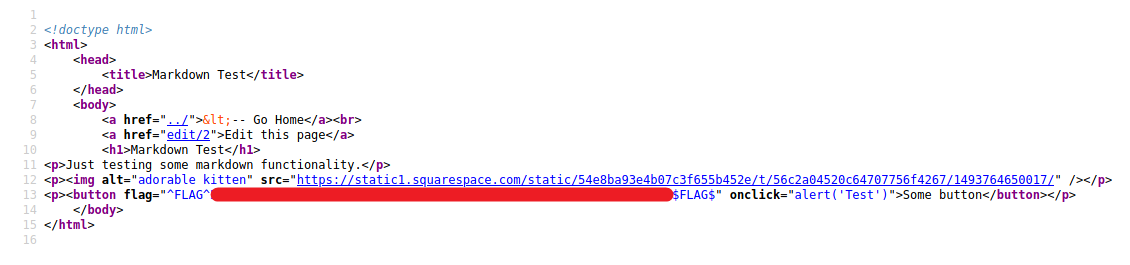 1
2 <!doctype html>
3 <html>
4 <head>
5 <title>Markdown Test</title>
6 </head>
7 <body>
8 <a href="../">&lt;-- Go Home</a><br>
9 <a href="edit/2">Edit this page</a>
10 <h1>Markdown Test</h1>
11 <p>Just testing some markdown functionality.</p>
12 <p><img alt="adorable kitten" src="https://static1.squarespace.com/static/54e8ba93e4b07c3f655b452e/t/56c2a04520c64707756f4267/1493764650017/" /></p>
13 <p><button flag="^FLAG^ $FLAG$" onclick="alert('Test')">Some button</button></p>
14 </body>
15 </html>
16